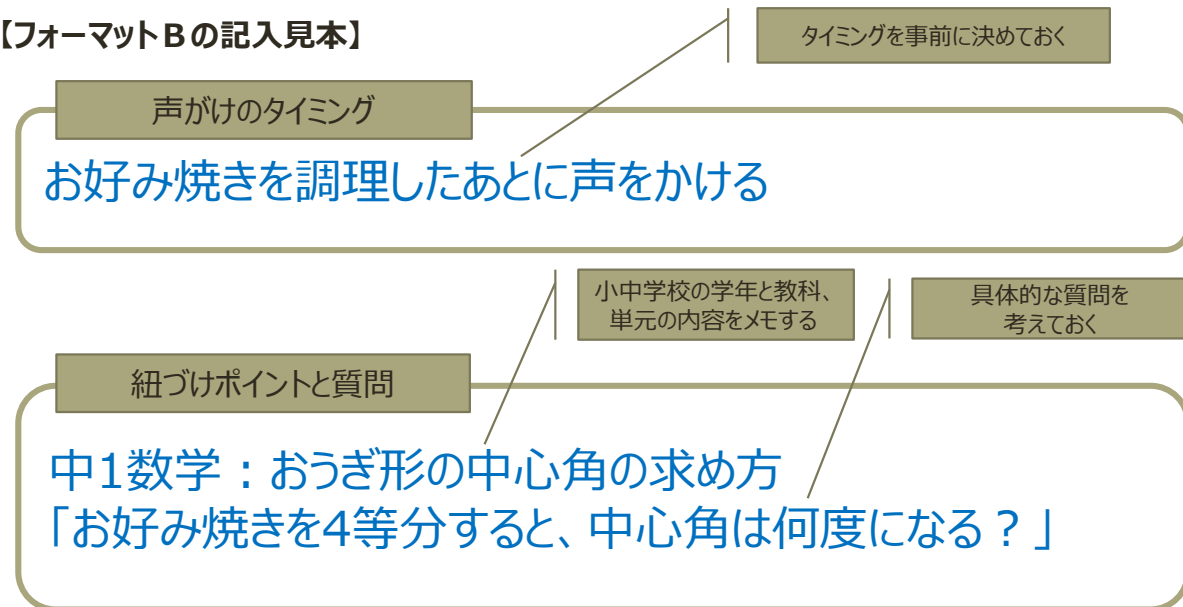 【フォーマットBの記入見本】
タイミングを事前に決めておく
声がけのタイミング
お好み焼きを調理したあとに声をかける
小中学校の学年と教科、
単元の内容をメモする
具体的な質問を
考えておく
紐づけポイントと質問
中1数学：おうぎ形の中心角の求め方
「お好み焼きを4等分すると、中心角は何度になる？」